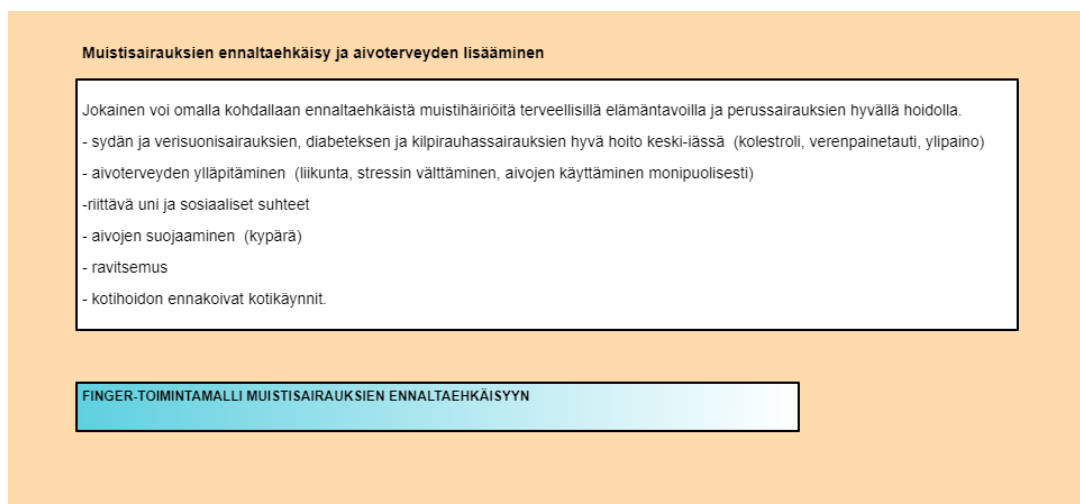 Muistisairauksien ennaltaehkäisy ja aivoterveyden lisääminen
Jokainen voi omalla kohdallaan ennaltaehkäistä muistihäiriöitä terveellisillä elämäntavoilla ja perussairauksien hyvällä hoidolla.
- sydän ja verisuonisairauksien, diabeteksen ja kilpirauhassairauksien hyvä hoito keski-iässä  (kolestroli, verenpainetauti, ylipaino)
- aivoterveyden ylläpitäminen  (liikunta, stressin välttäminen, aivojen käyttäminen monipuolisesti)
-riittävä uni ja sosiaaliset suhteet
- aivojen suojaaminen  (kypärä)
- ravitsemus
- kotihoidon ennakoivat kotikäynnit.
FINGER-TOIMINTAMALLI MUISTISAIRAUKSIEN ENNALTAEHKÄISYYN